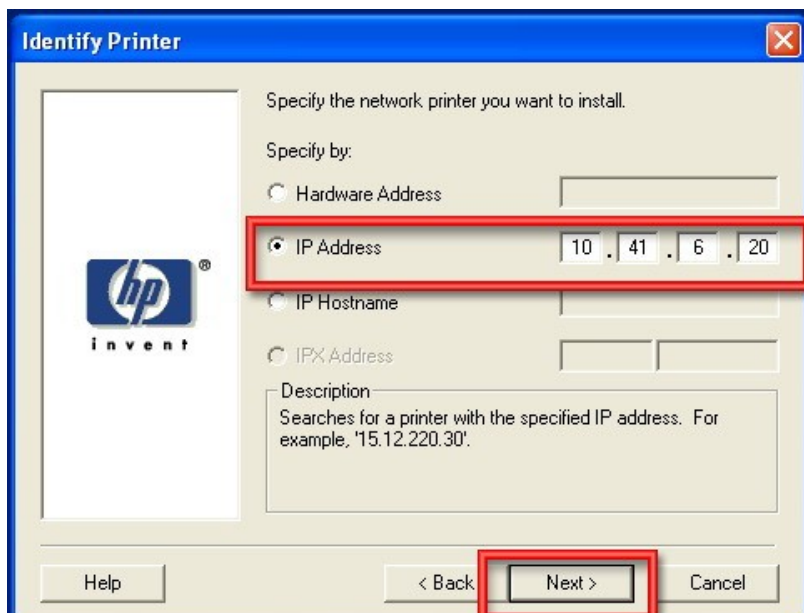 Identify Printer
Specify the network printer you want to install.
Specify by:
Hardware Address
IP Address 10 . 41 . 6 . 20
IP Hostname
IPX Address
hp ®
invent
Description
Searches for a printer with the specified IP address. For
example, '15.12.220.30'.
Help < Back Next > Cancel